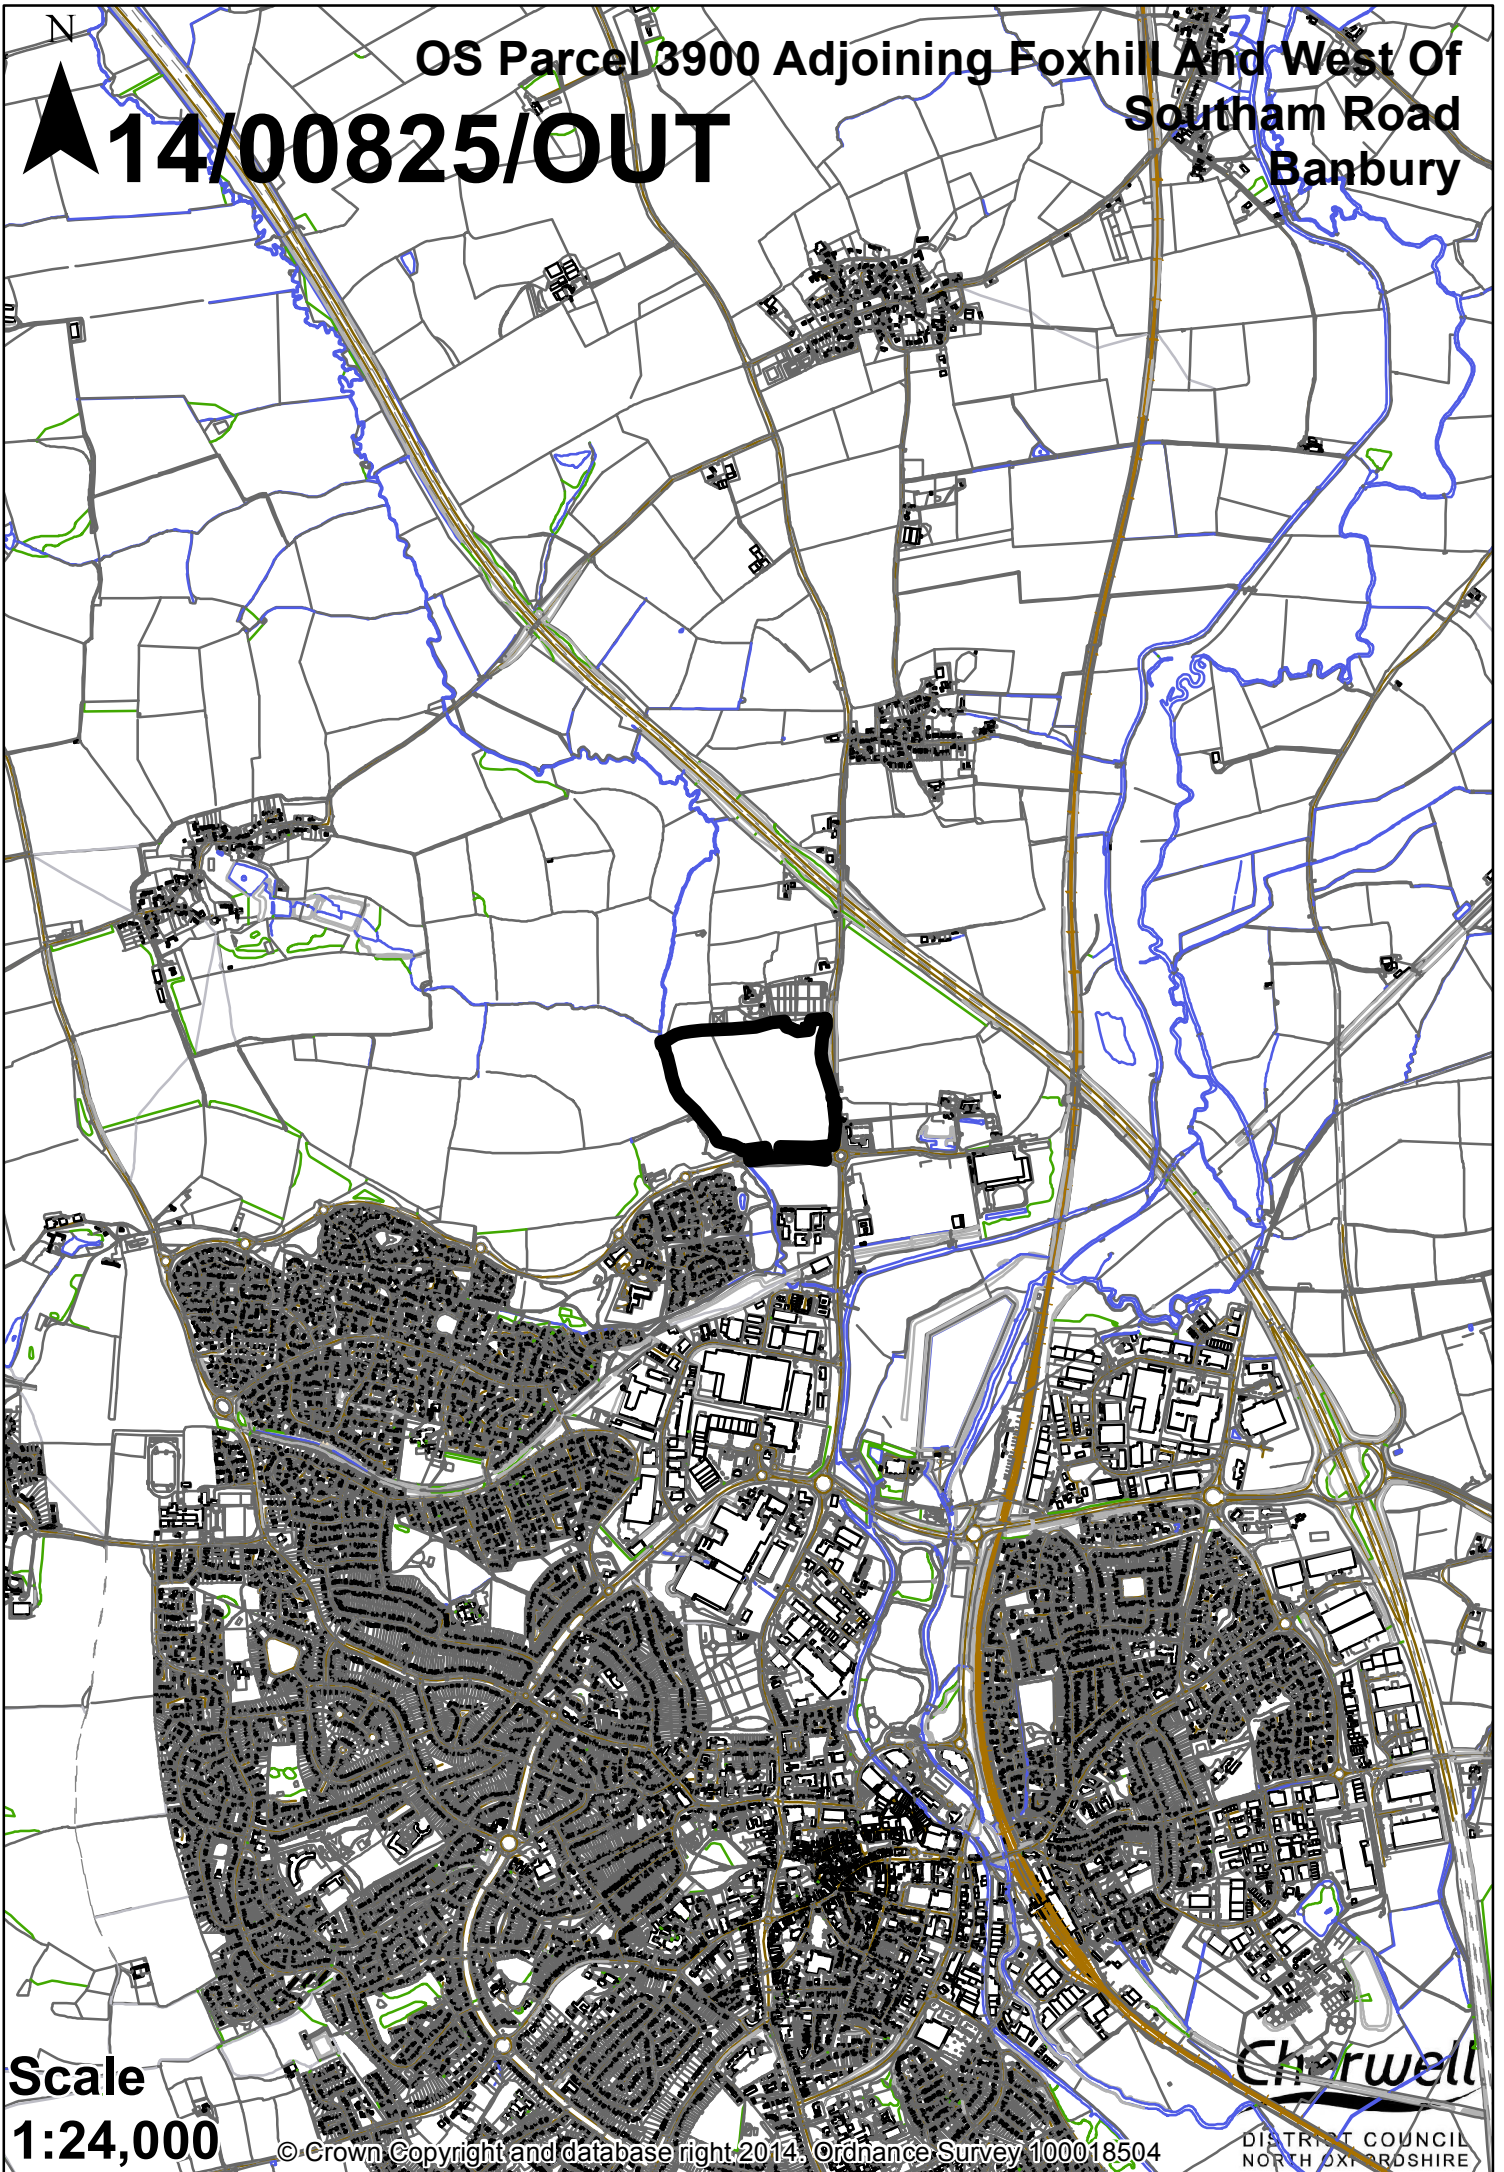 N
OS Parcel 3900 Adjoining Foxhill And West Of
Southam Road
Banbury
14/00825/OUT
Scale
1:24,000
© Crown Copyright and database right 2014. Ordnance Survey 100018504
Cherwell
DISTRICT COUNCIL
NORTH OXFORDSHIRE